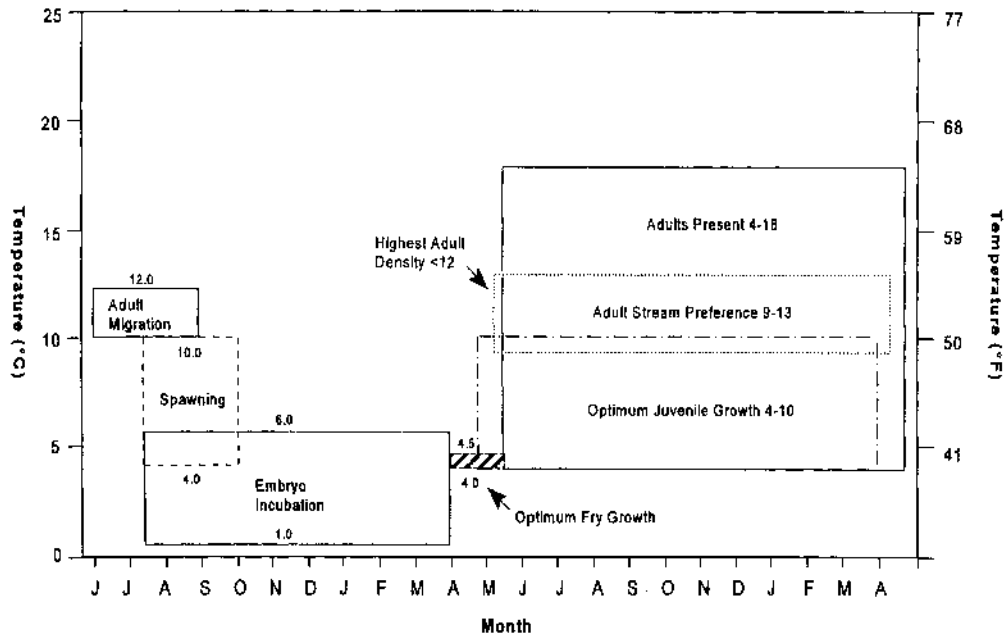 25
20
15
10
5
0
Temperature (°C)
77
68
59
50
41
Temperature (°F)
Adults Present 4-18
Highest Adult
Density <12
12.0
Adult
Migration
Adult Stream Preference 9-13
10.0
Spawning
Optimum Juvenile Growth 4-10
6.0
4.5
4.0
4.0
Embryo
Incubation
Optimum Fry Growth
1.0
J J A S O N D J F M A M J J A S O N D J F M A
Month